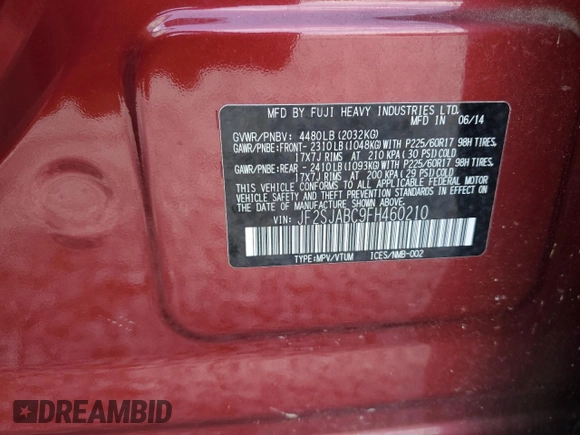 MFD BY FUJI HEAVY INDUSTRIES LTD.
MFD IN 06/14
GVWR/PNBV: 4480LB (2032KG)
GAWR/PNBE:FRONT- 2310LB (1048KG) WITH P225/60R17 98H TIRES,
17X7J RIMS AT 210 KPA (30 PSI) COLD
GAWR/PNBE:REAR - 2410LB (1093KG) WITH P225/60R17 98H TIRES,
17X7J RIMS AT 200 KPA (29 PSI) COLD
THIS VEHICLE CONFORMS TO ALL APPLICABLE FEDERAL MOTOR
VEHICLE SAFETY, BUMPER, AND THEFT PREVENTION STANDARDS IN EFFECT ON
THE DATE OF MANUFACTURE SHOWN ABOVE.
VIN: JF2SJABC9FH460210
TYPE:MPV/VTUM ICES/NMB-002
DREAMBID